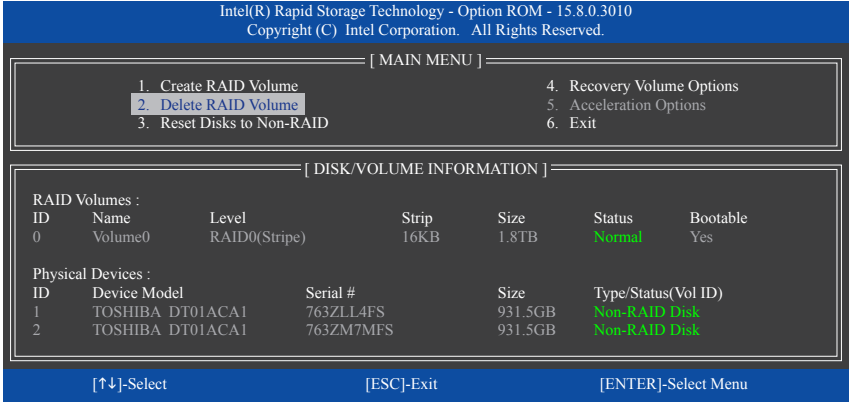 Intel(R) Rapid Storage Technology - Option ROM - 15.8.0.3010
Copyright (C) Intel Corporation. All Rights Reserved.
[ MAIN MENU ]
1. Create RAID Volume 4. Recovery Volume Options
2. Delete RAID Volume 5. Acceleration Options
3. Reset Disks to Non-RAID 6. Exit
[ DISK/VOLUME INFORMATION ]
RAID Volumes :
ID Name Level Strip Size Status Bootable
0 Volume0 RAID0(Stripe) 16KB 1.8TB Normal Yes
Physical Devices :
ID Device Model Serial # Size Type/Status(Vol ID)
1 TOSHIBA DT01ACA1 763ZLL4FS 931.5GB Non-RAID Disk
2 TOSHIBA DT01ACA1 763ZM7MFS 931.5GB Non-RAID Disk
[↑↓]-Select [ESC]-Exit [ENTER]-Select Menu